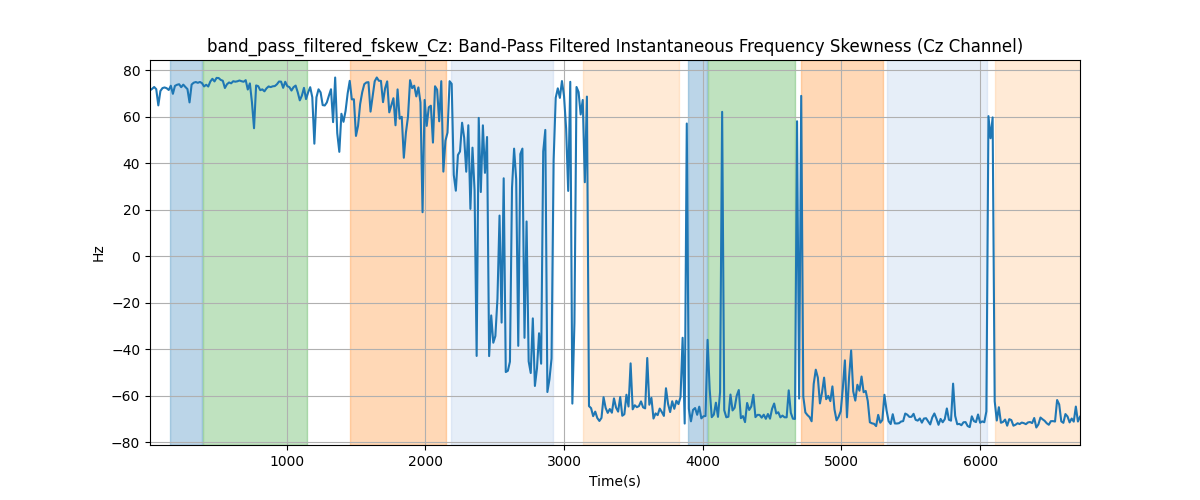 band_pass_filtered_fskew_Cz: Band-Pass Filtered Instantaneous Frequency Skewness (Cz Channel)
80
60
40
20
0
−20
−40
−60
−80
Hz
1000 2000 3000 4000 5000 6000
Time(s)